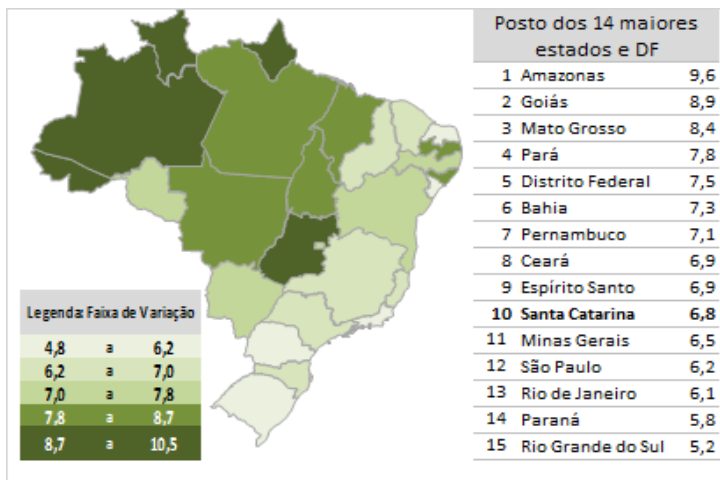 Posto dos 14 maiores
estados e DF
1 Amazonas 9,6
2 Goiás 8,9
3 Mato Grosso 8,4
4 Pará 7,8
5 Distrito Federal 7,5
6 Bahia 7,3
7 Pernambuco 7,1
8 Ceará 6,9
9 Espírito Santo 6,9
10 Santa Catarina 6,8
11 Minas Gerais 6,5
12 São Paulo 6,2
13 Rio de Janeiro 6,1
14 Paraná 5,8
15 Rio Grande do Sul 5,2
Legenda: Faixa de Variação
4,8 a 6,2
6,2 a 7,0
7,0 a 7,8
7,8 a 8,7
8,7 a 10,5